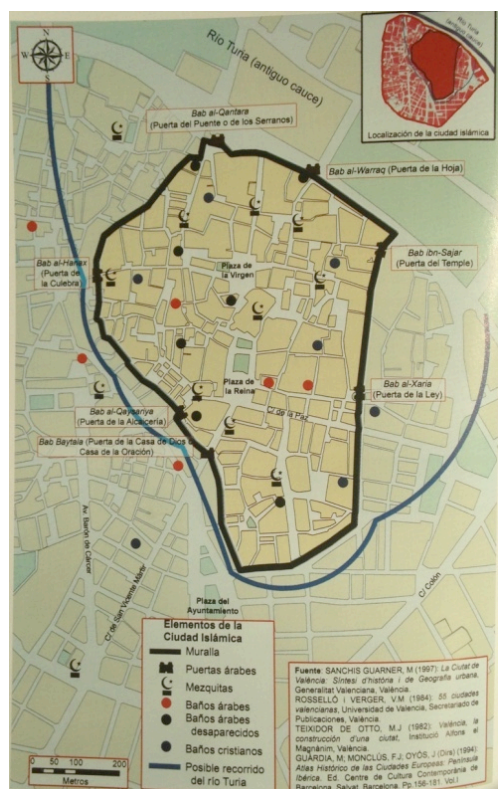 N
W
E
S
Río Turia (antiguo cauce)
Río Turia
(antiguo cauce)
Localización de la ciudad islámica
Bab al-Qantara
(Puerta del Puente o de los Serranos)
Bab al-Warraq (Puerta de la Hoja)
Bab ibn-Sajar
(Puerta del Temple)
Bab al-Hanax
(Puerta de
la Culebra)
Plaza de
la Virgen
Plaza de
la Reina
C/ de la Paz
Bab al-Xaria
(Puerta de la Ley)
Bab al-Qaysariya
(Puerta de la Alcaicería)
Bab Baytala (Puerta de la Casa de Dios o
Casa de la Oración)
Av. Barón de Cárcer
C/ de San Vicente Mártir
Plaza del
Ayuntamiento
C/ Colón
Elementos de la
Ciudad Islámica
Muralla
Puertas árabes
Mezquitas
Baños árabes
Baños árabes
desaparecidos
Baños cristianos
Posible recorrido
del río Turia
0
100
200
Metros
Fuente: SANCHIS GUARNER, M (1997): La Ciutat de
València: Síntesi d'història i de Geografia urbana,
Generalitat Valenciana, València.
ROSSELLÓ i VERGER, V.M (1984): 55 ciudades
valencianas, Universidad de Valencia, Secretariado de
Publicaciones, València.
TEIXIDOR DE OTTO, M.J (1982): València, la
construcción d'una ciutat, Institució Alfons el
Magnànim, València.
GUÀRDIA, M; MONCLÚS, FJ; OYÓS, J (Dirs) (1994):
Atlas Histórico de las Ciudades Europeas: Península
Ibérica. Ed. Centre de Cultura Contemporània de
Barcelona. Salvat, Barcelona. Pp.156-181. Vol.I